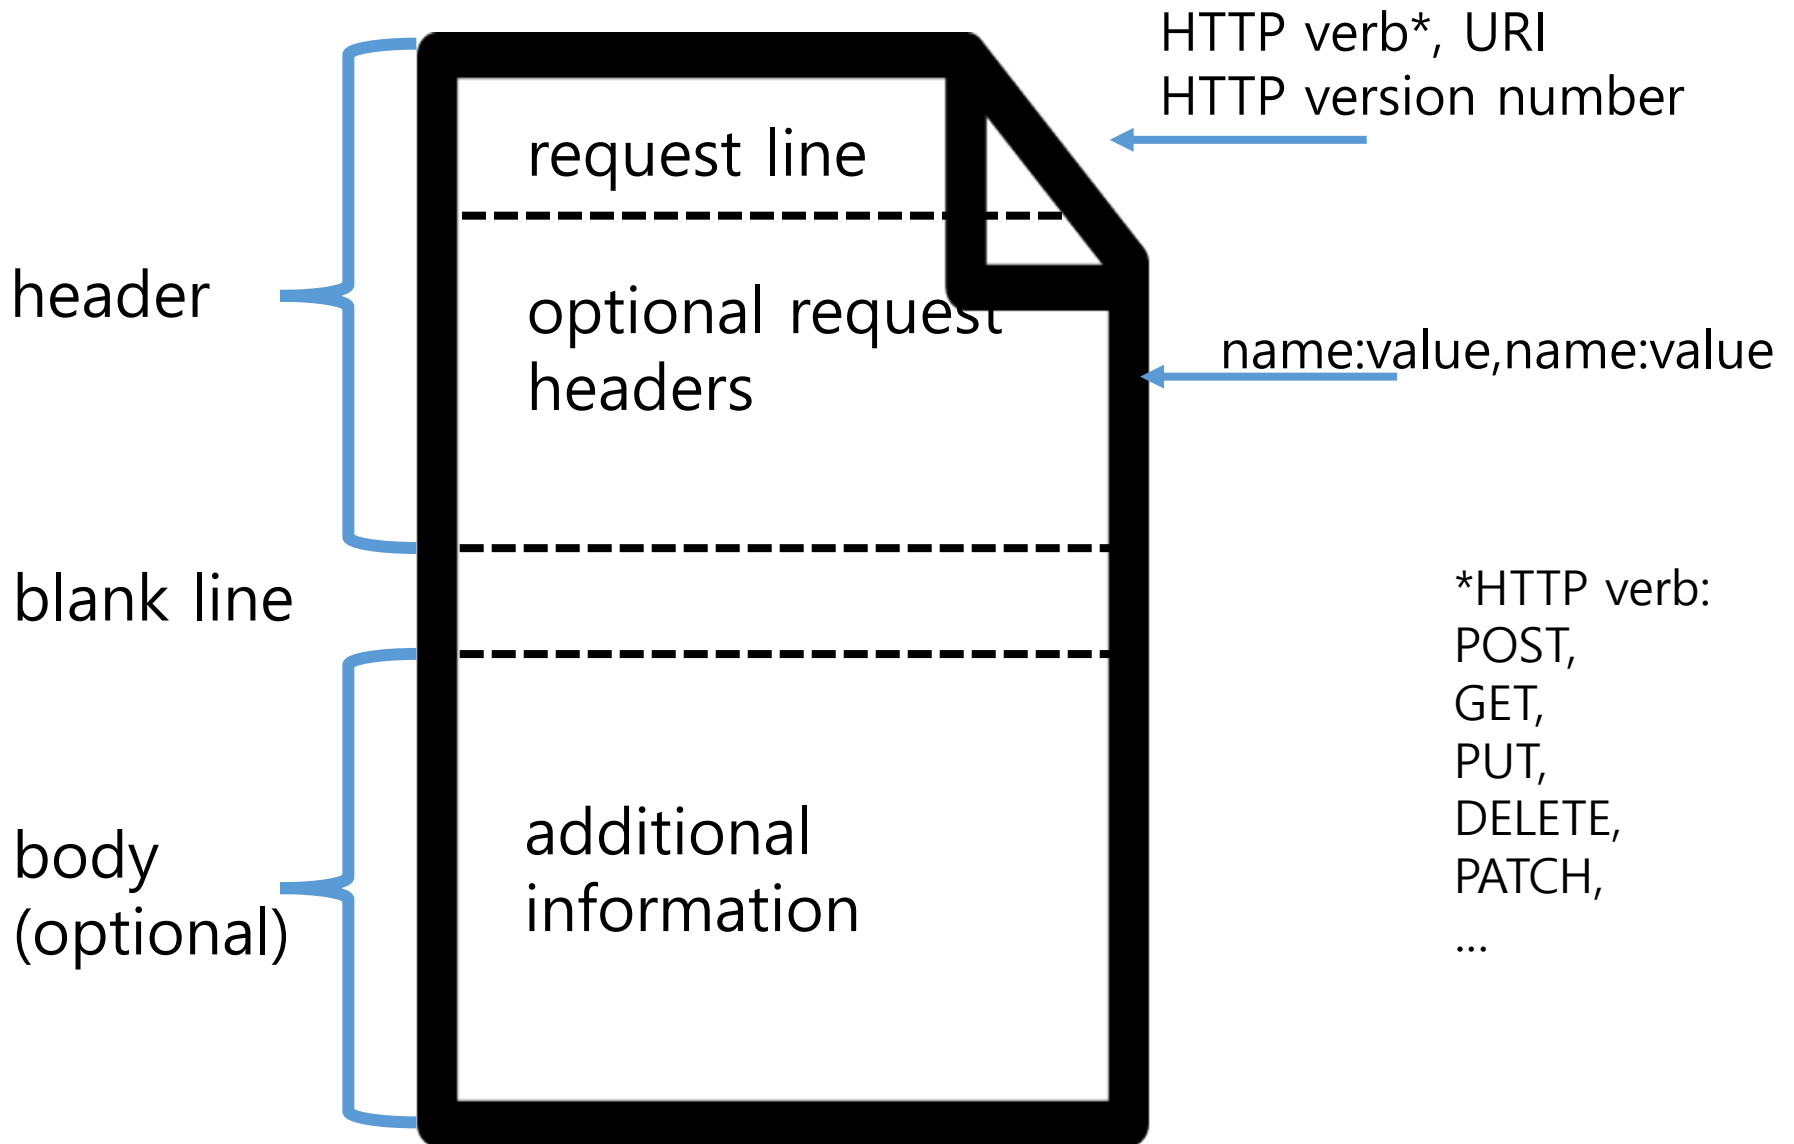 HTTP verb*, URI
HTTP version number
request line
header
optional request
headers
name:value,name:value
blank line
*HTTP verb:
POST,
GET,
PUT,
DELETE,
PATCH,
...
body
(optional)
additional
information